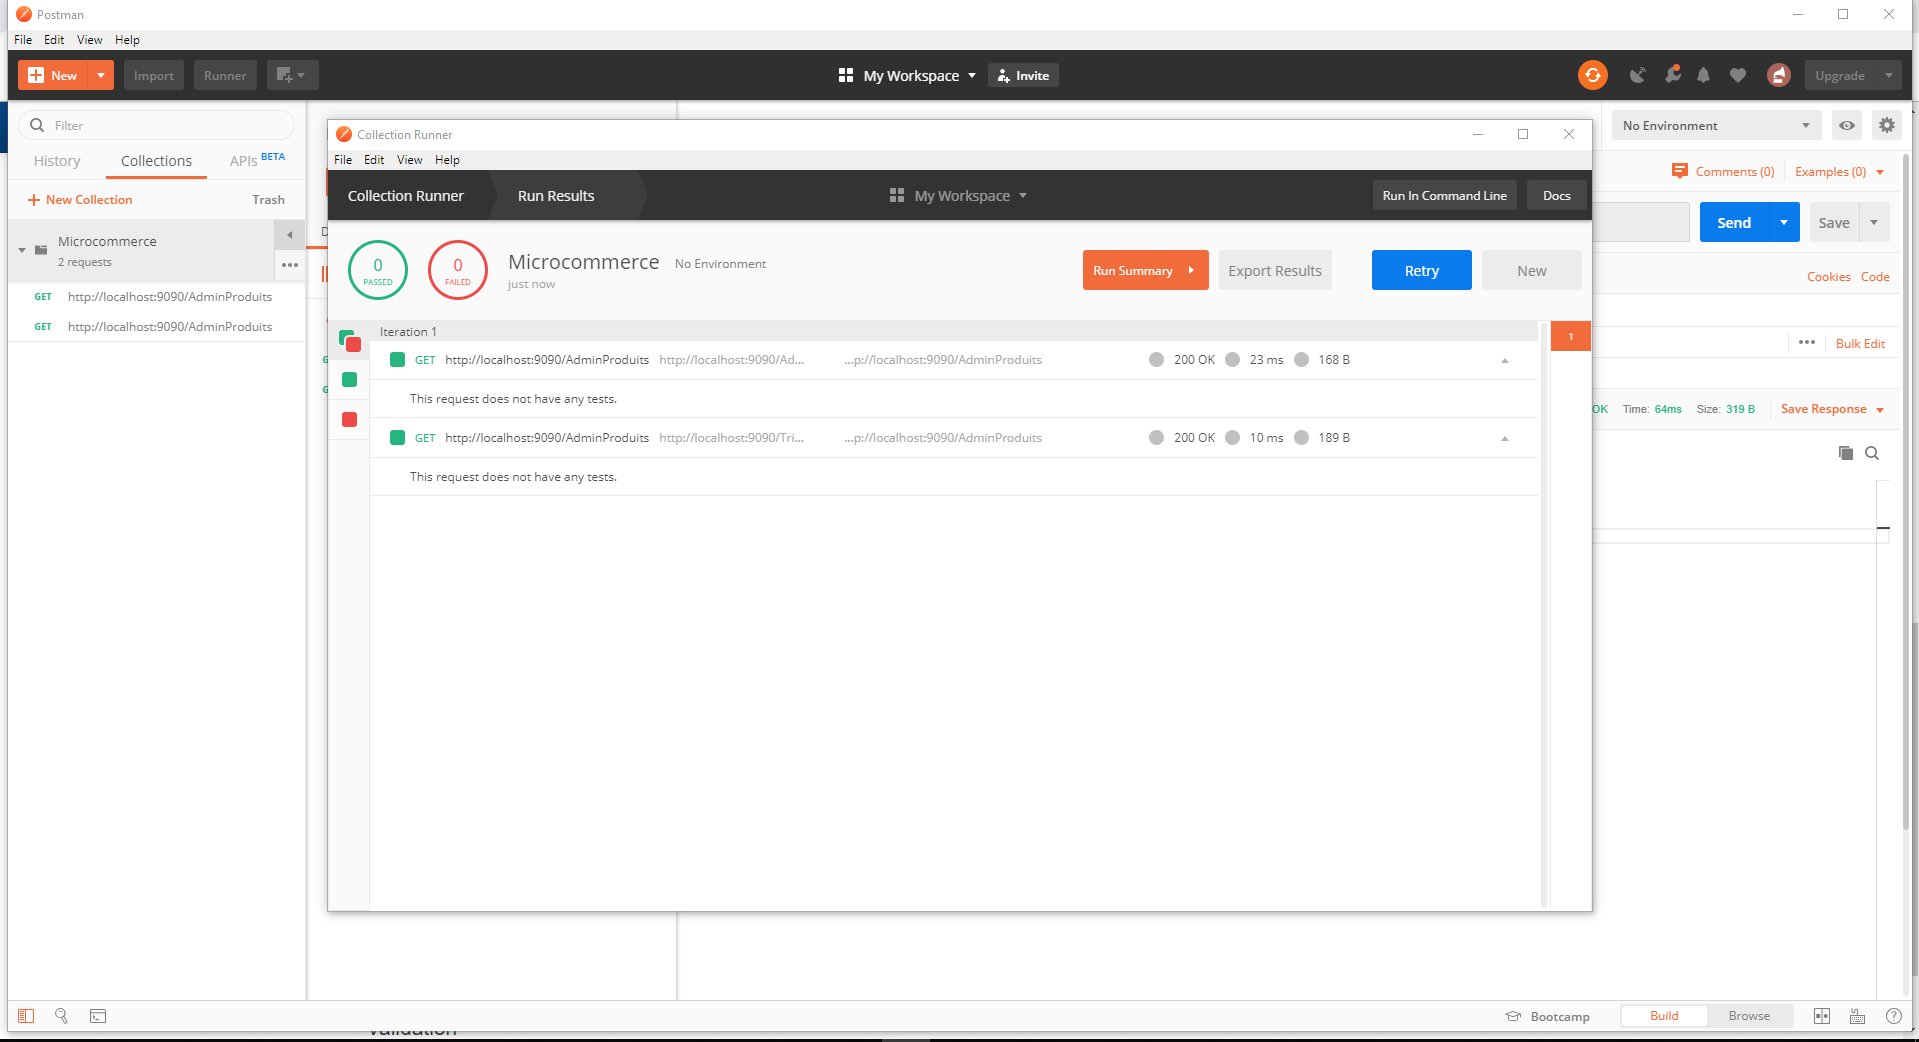 Postman
File Edit View Help
New Import Runner My Workspace Invite Upgrade
Filter
History Collections APIs BETA
New Collection Trash
Microcommerce
2 requests
GET http://localhost:9090/AdminProduits
GET http://localhost:9090/AdminProduits
No Environment
Comments (0) Examples (0)
Send Save
Cookies Code
Bulk Edit
OK Time: 64ms Size: 319 B Save Response
Collection Runner
File Edit View Help
Collection Runner Run Results My Workspace Run In Command Line Docs
0 PASSED
0 FAILED
Microcommerce No Environment
just now
Run Summary Export Results Retry New
Iteration 1
1
GET http://localhost:9090/AdminProduits http://localhost:9090/Ad... ...p://localhost:9090/AdminProduits 200 OK 23 ms 168 B
This request does not have any tests.
GET http://localhost:9090/AdminProduits http://localhost:9090/Tri... ...p://localhost:9090/AdminProduits 200 OK 10 ms 189 B
This request does not have any tests.
Bootcamp Build Browse